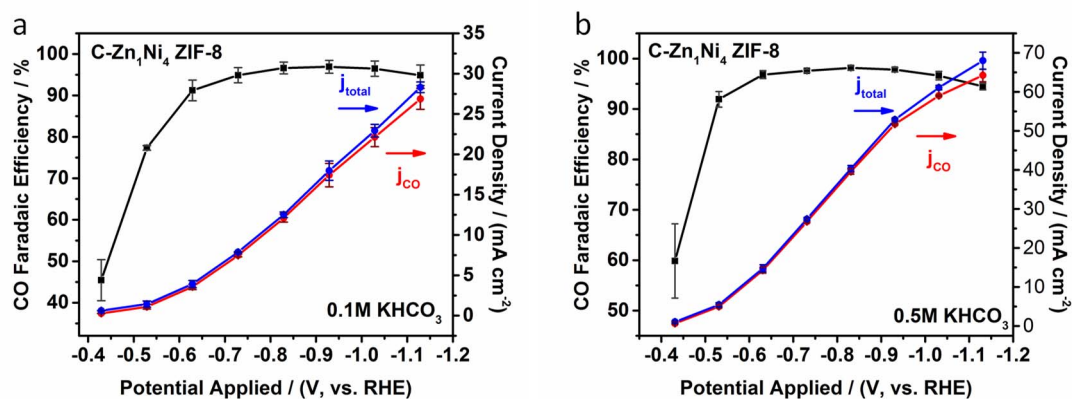 a
C-Zn₁Ni₄ ZIF-8
j_total
j_CO
0.1M KHCO₃
CO Faradaic Efficiency / %
100
90
80
70
60
50
40
Current Density / (mA cm⁻²)
35
30
25
20
15
10
5
0
-0.4 -0.5 -0.6 -0.7 -0.8 -0.9 -1.0 -1.1 -1.2
Potential Applied / (V, vs. RHE)
b
C-Zn₁Ni₄ ZIF-8
j_total
j_CO
0.5M KHCO₃
CO Faradaic Efficiency / %
100
90
80
70
60
50
Current Density / (mA cm⁻²)
70
60
50
40
30
20
10
0
-0.4 -0.5 -0.6 -0.7 -0.8 -0.9 -1.0 -1.1 -1.2
Potential Applied / (V, vs. RHE)